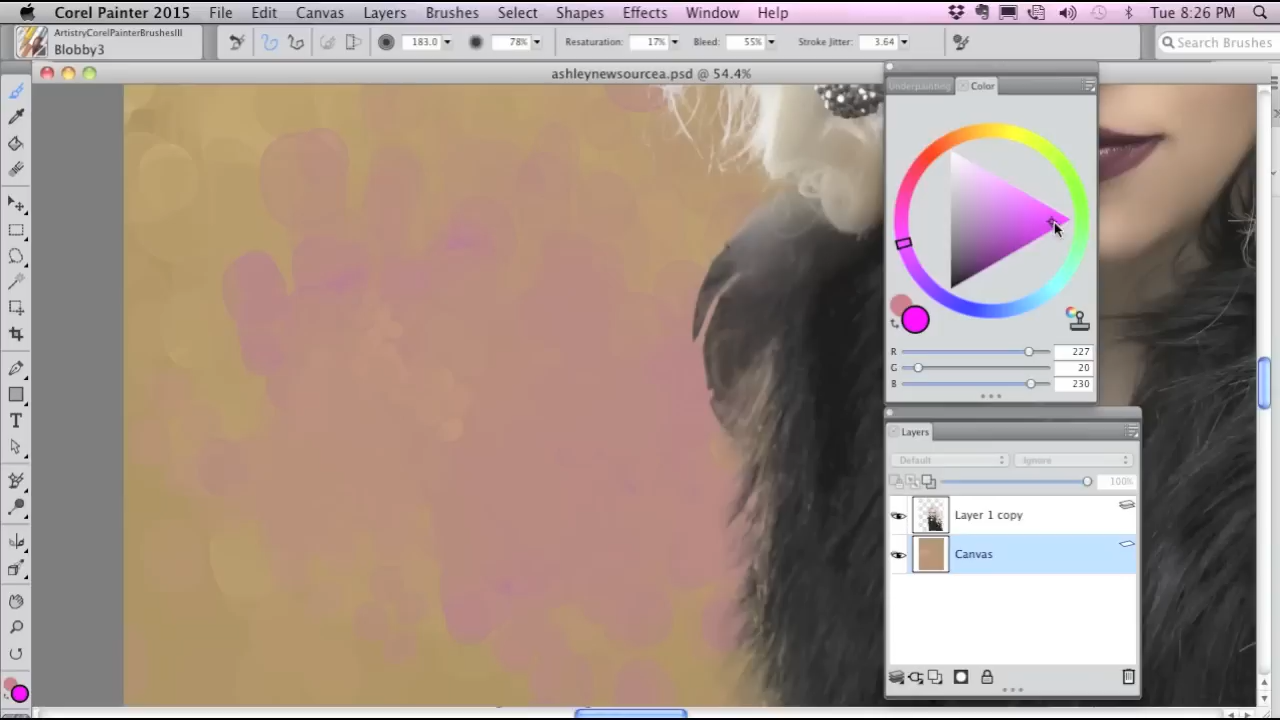 Corel Painter 2015 File Edit Canvas Layers Brushes Select Shapes Effects Window Help Tue 8:26 PM
ArtistryCorelPainterBrushesIII
Blobby3
183.0 78% Resaturation: 17% Bleed: 55% Stroke Jitter: 3.64 Search Brushes
ashleynewsourcea.psd @ 54.4%
Underpainting Color
R 227
G 20
B 230
Layers
Default Ignore
100%
Layer 1 copy
Canvas
T